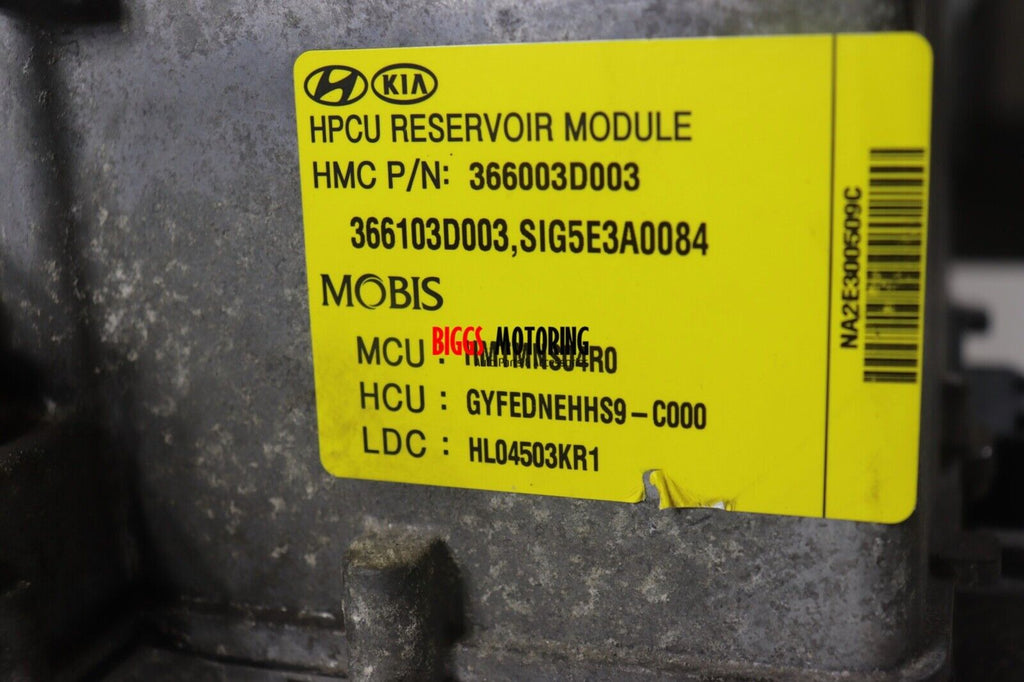 KIA
HPCU RESERVOIR MODULE
HMC P/N: 366003D003
366103D003,SIG5E3A0084
MOBIS
BIGGS MOTORING
MCU :
HCU : GYFEDNEHHS9-C000
LDC : HL04503KR1
NA2E300509C